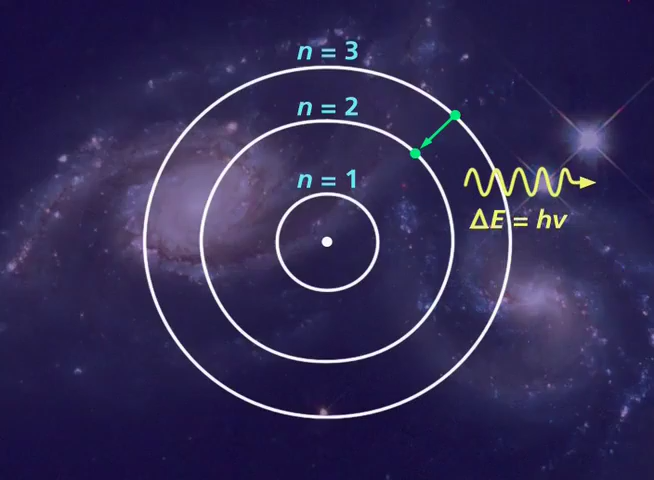 n = 3
n = 2
n = 1
ΔE = hν